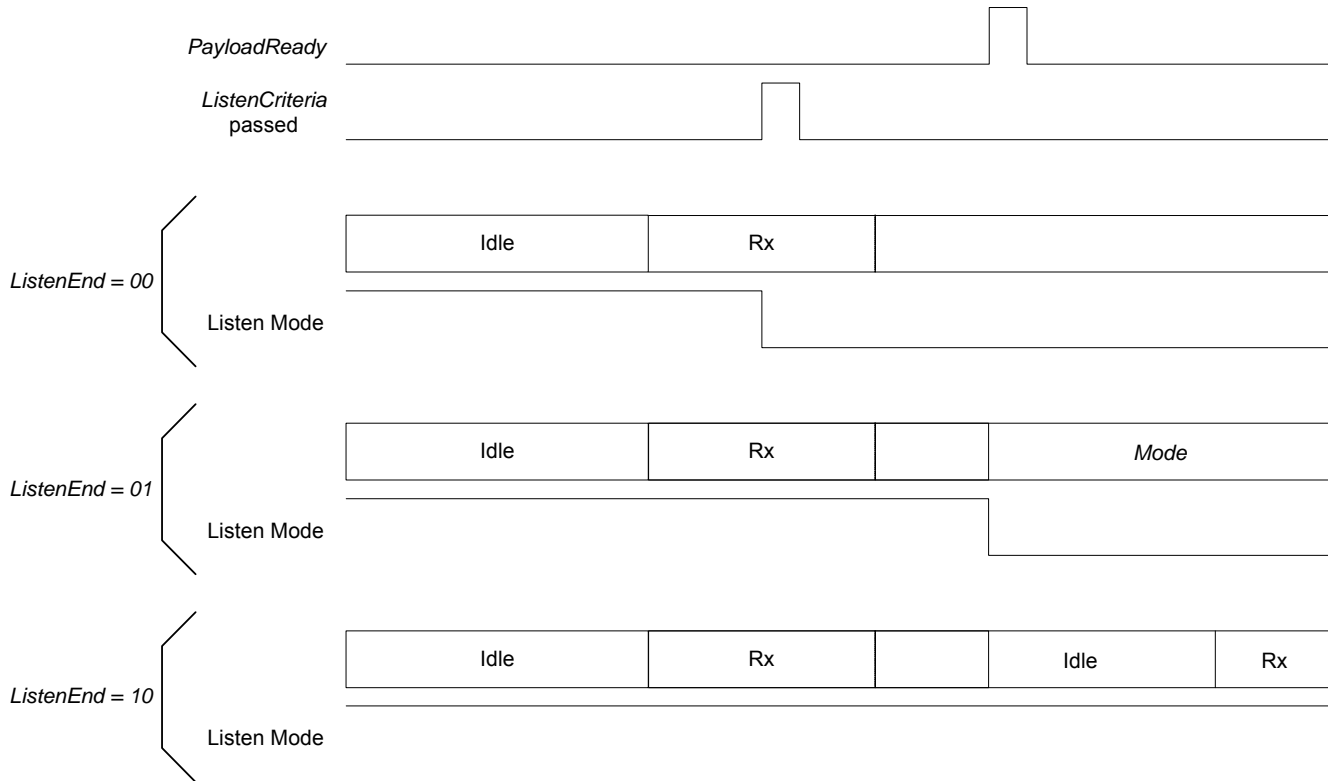 PayloadReady
ListenCriteria
passed
Idle
Rx
ListenEnd = 00
Listen Mode
Idle
Rx
Mode
ListenEnd = 01
Listen Mode
Idle
Rx
Idle
Rx
ListenEnd = 10
Listen Mode